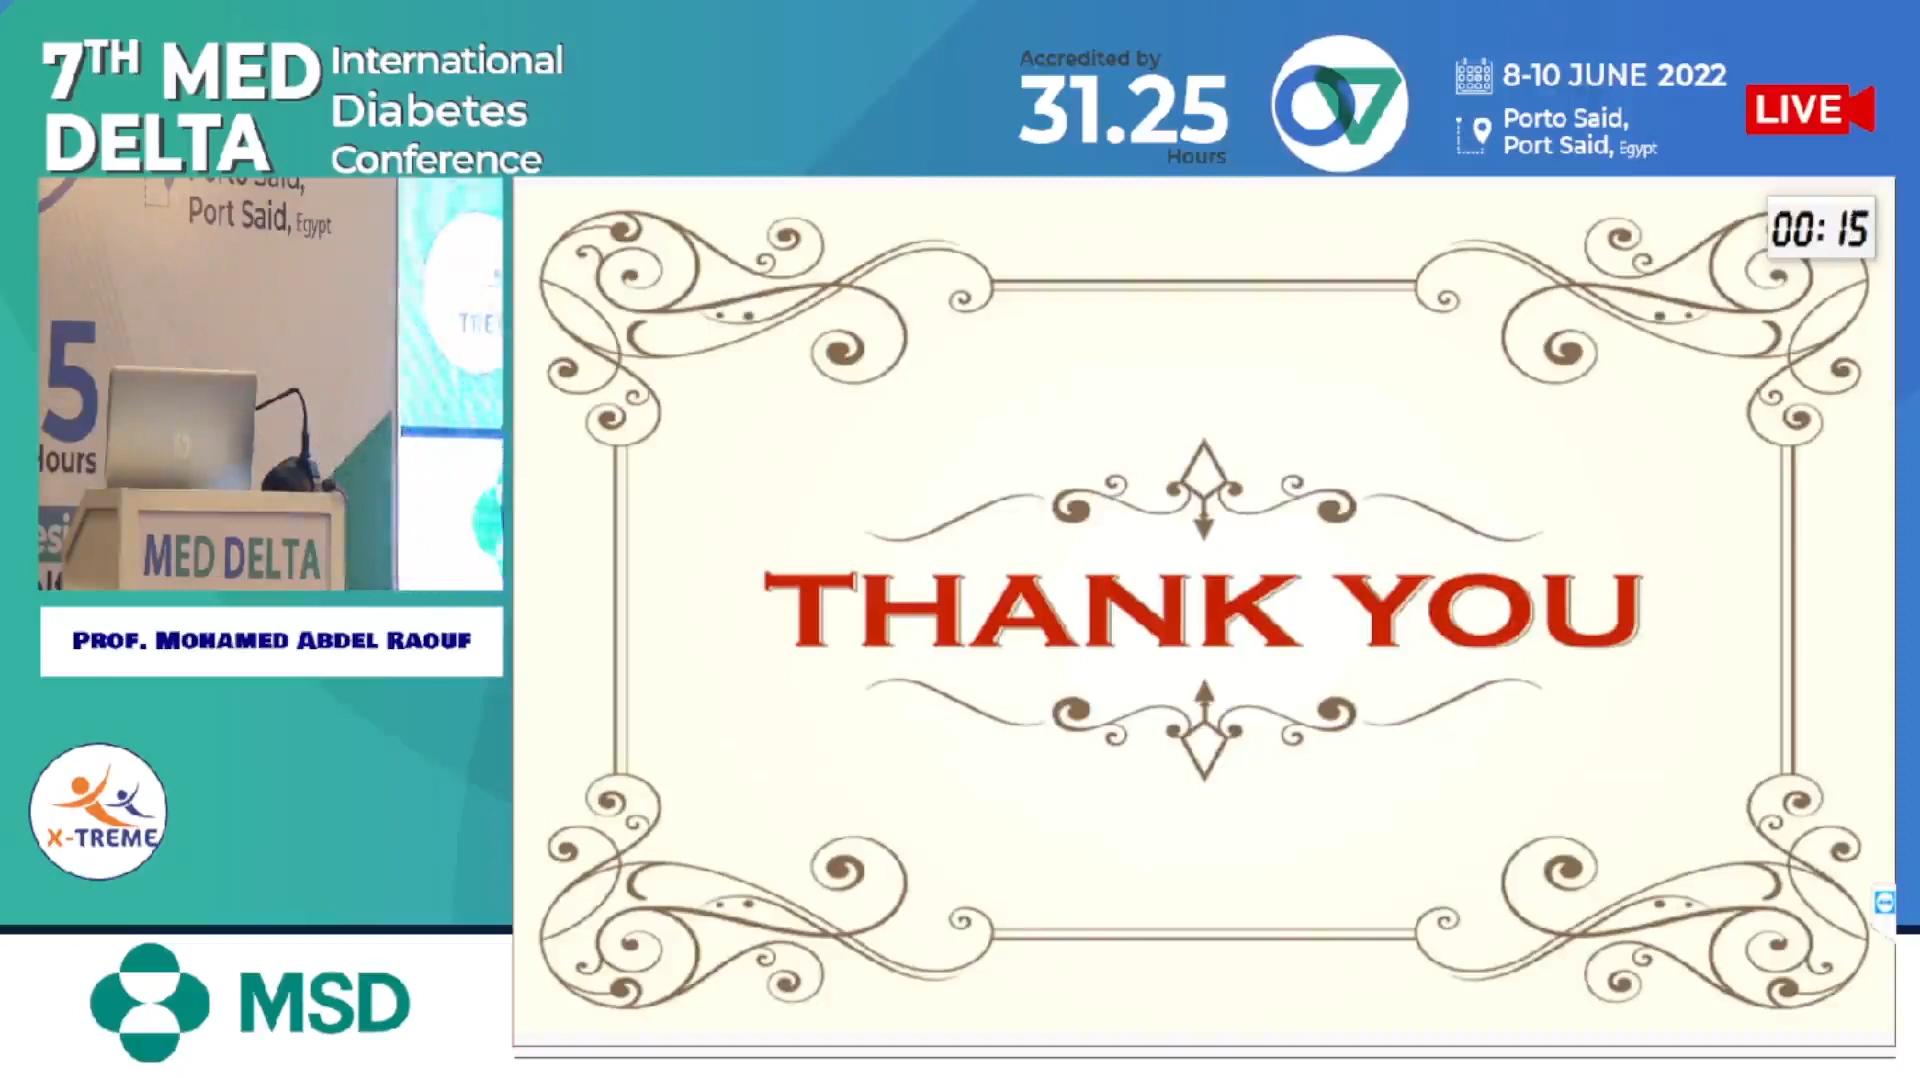 7TH MED
DELTA
International
Diabetes
Conference
Accredited by
31.25
Hours
8-10 JUNE 2022
Porto Said,
Port Said, Egypt
LIVE
Port Said, Egypt
5
Hours
MED DELTA
PROF. MOHAMED ABDEL RAOUF
X-TREME
MSD
00:15
THANK YOU